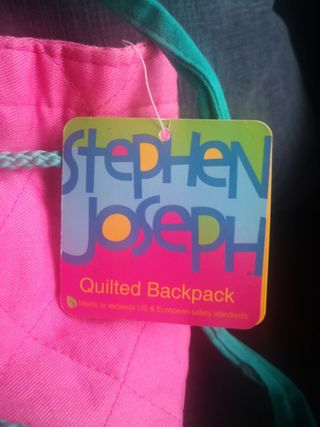 STEPHEN
JOSEPH
Quilted Backpack
Meets or exceeds US & European safety standards.